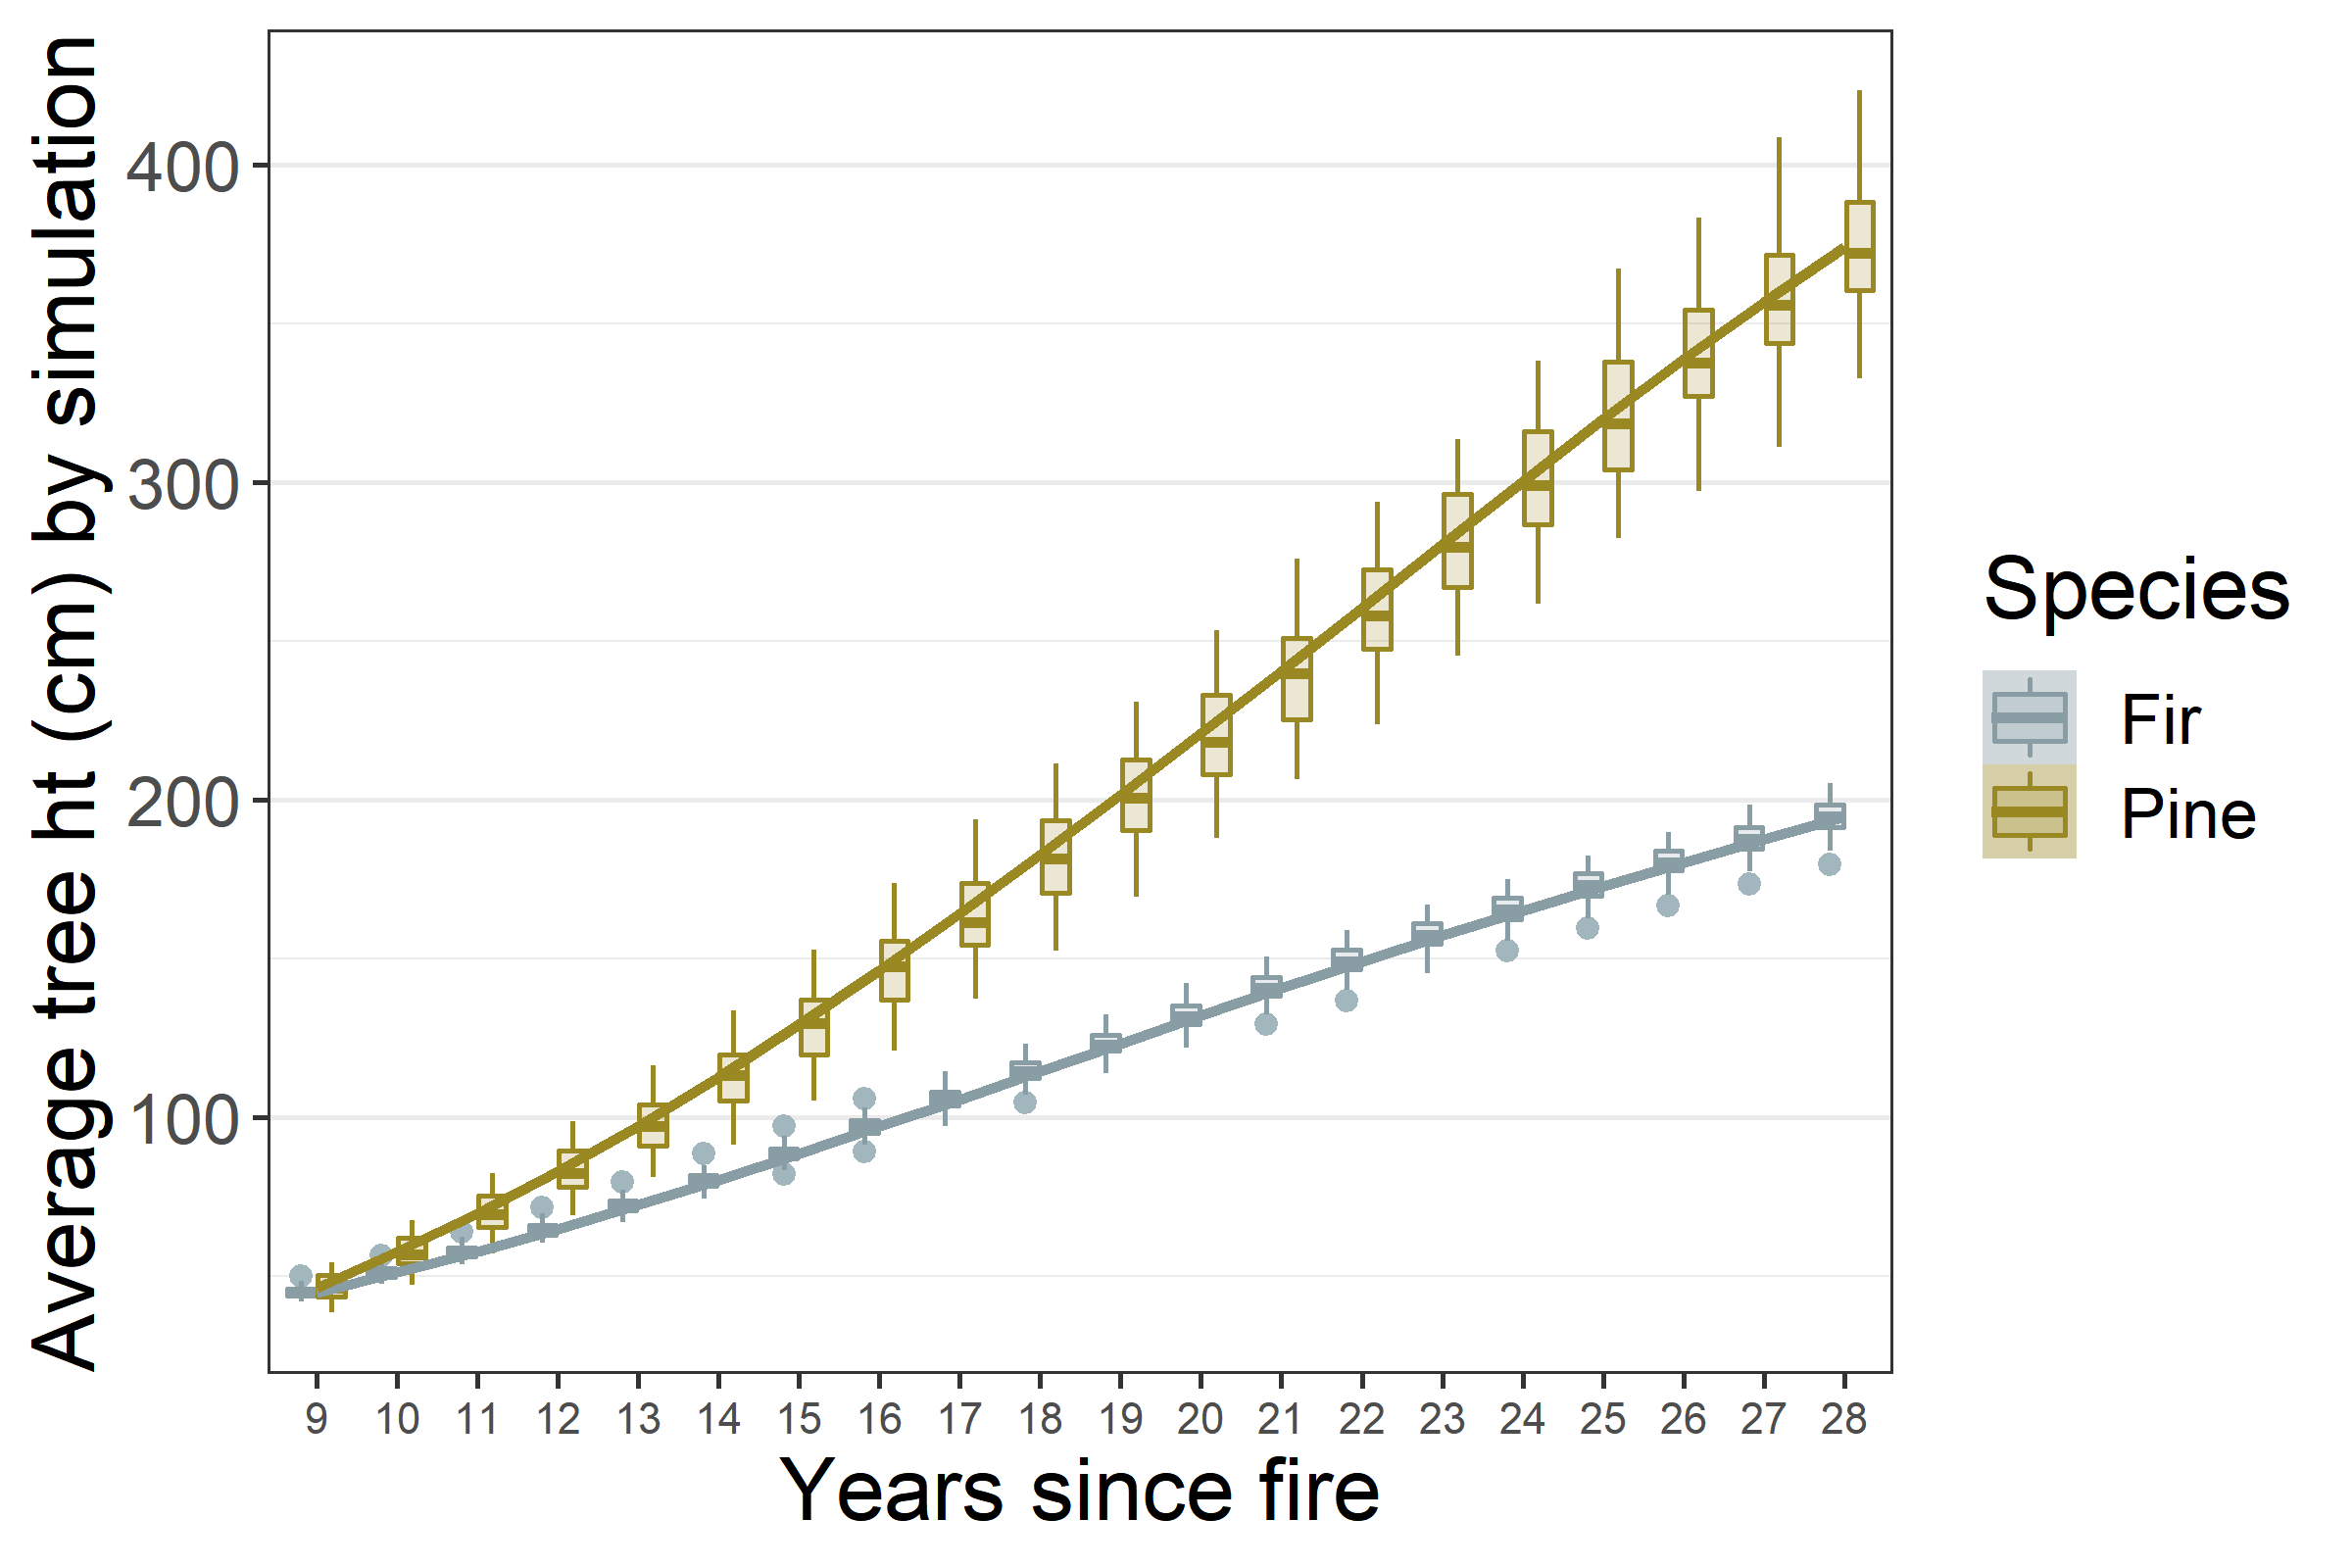 Average tree ht (cm) by simulation
400
300
200
100
9 10 11 12 13 14 15 16 17 18 19 20 21 22 23 24 25 26 27 28
Years since fire
Species
Fir
Pine